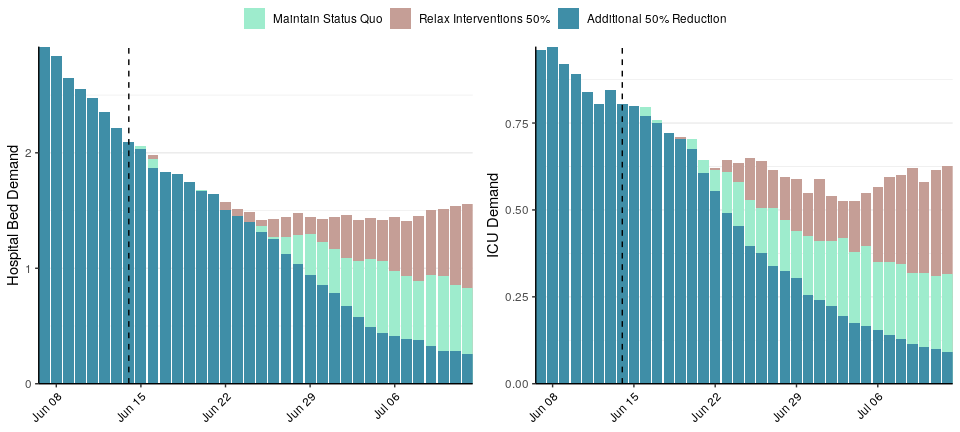 Maintain Status Quo Relax Interventions 50% Additional 50% Reduction
Hospital Bed Demand
2
1
0
Jun 08 Jun 15 Jun 22 Jun 29 Jul 06
ICU Demand
0.75
0.50
0.25
0.00
Jun 08 Jun 15 Jun 22 Jun 29 Jul 06